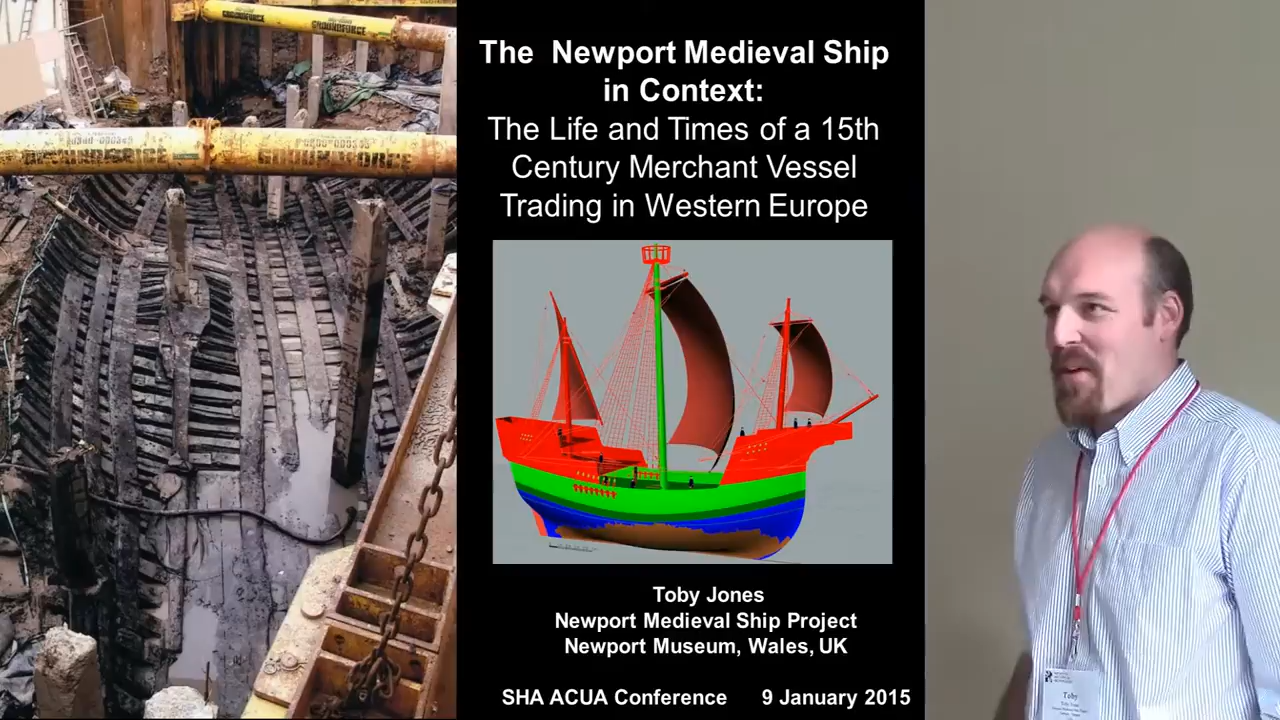 GROUNDFORCE
GROUNDFORCE
The Newport Medieval Ship
in Context:
The Life and Times of a 15th
Century Merchant Vessel
Trading in Western Europe
Toby Jones
Newport Medieval Ship Project
Newport Museum, Wales, UK
SHA ACUA Conference 9 January 2015
Toby